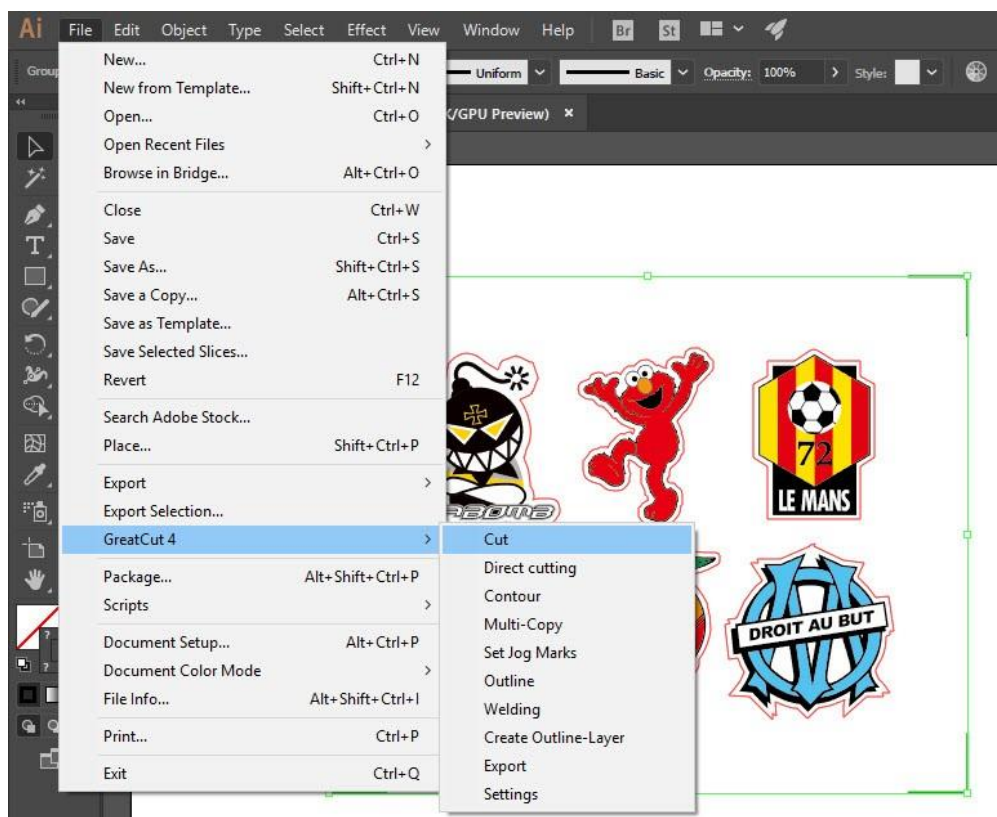 Ai File Edit Object Type Select Effect View Window Help Br St
Group Uniform Basic Opacity: 100% Style:
/GPU Preview) ×
New... Ctrl+N
New from Template... Shift+Ctrl+N
Open... Ctrl+O
Open Recent Files
Browse in Bridge... Alt+Ctrl+O
Close Ctrl+W
Save Ctrl+S
Save As... Shift+Ctrl+S
Save a Copy... Alt+Ctrl+S
Save as Template...
Save Selected Slices...
Revert F12
Search Adobe Stock...
Place... Shift+Ctrl+P
Export
Export Selection...
GreatCut 4
Package... Alt+Shift+Ctrl+P
Scripts
Document Setup... Alt+Ctrl+P
Document Color Mode
File Info... Alt+Shift+Ctrl+I
Print... Ctrl+P
Exit Ctrl+Q
Cut
Direct cutting
Contour
Multi-Copy
Set Jog Marks
Outline
Welding
Create Outline-Layer
Export
Settings
72
LE MANS
DROIT AU BUT